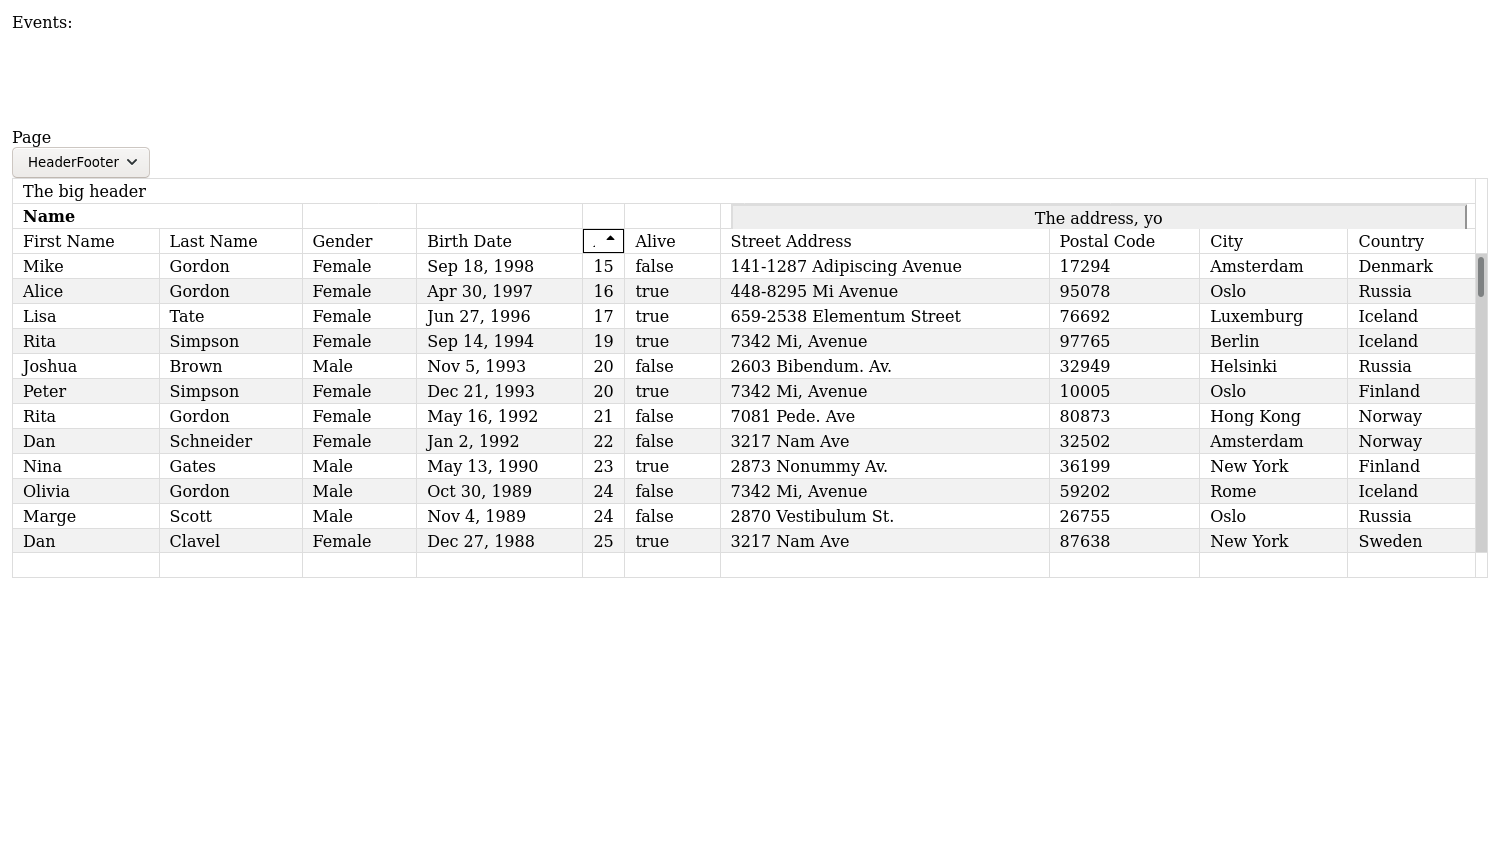 Events:
Page
HeaderFooter
The big header
Name The address, yo
First Name Last Name Gender Birth Date . Alive Street Address Postal Code City Country
Mike Gordon Female Sep 18, 1998 15 false 141-1287 Adipiscing Avenue 17294 Amsterdam Denmark
Alice Gordon Female Apr 30, 1997 16 true 448-8295 Mi Avenue 95078 Oslo Russia
Lisa Tate Female Jun 27, 1996 17 true 659-2538 Elementum Street 76692 Luxemburg Iceland
Rita Simpson Female Sep 14, 1994 19 true 7342 Mi, Avenue 97765 Berlin Iceland
Joshua Brown Male Nov 5, 1993 20 false 2603 Bibendum. Av. 32949 Helsinki Russia
Peter Simpson Female Dec 21, 1993 20 true 7342 Mi, Avenue 10005 Oslo Finland
Rita Gordon Female May 16, 1992 21 false 7081 Pede. Ave 80873 Hong Kong Norway
Dan Schneider Female Jan 2, 1992 22 false 3217 Nam Ave 32502 Amsterdam Norway
Nina Gates Male May 13, 1990 23 true 2873 Nonummy Av. 36199 New York Finland
Olivia Gordon Male Oct 30, 1989 24 false 7342 Mi, Avenue 59202 Rome Iceland
Marge Scott Male Nov 4, 1989 24 false 2870 Vestibulum St. 26755 Oslo Russia
Dan Clavel Female Dec 27, 1988 25 true 3217 Nam Ave 87638 New York Sweden